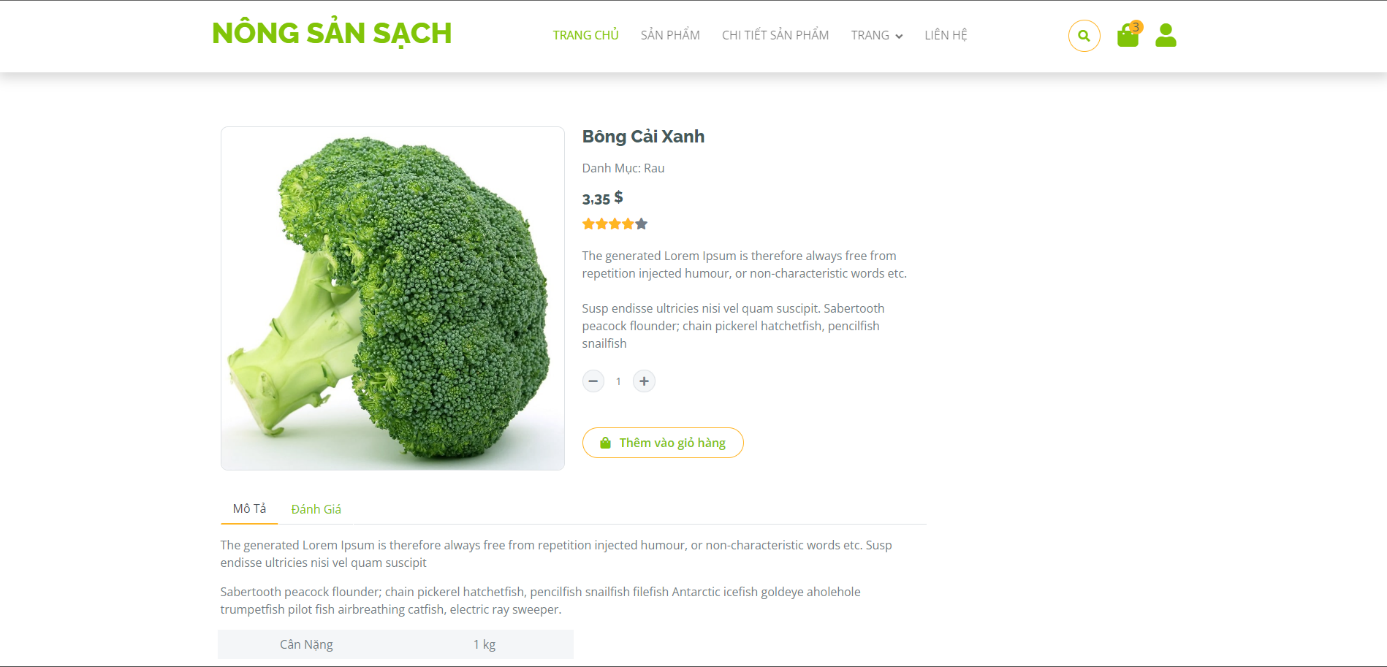 NÔNG SẢN SẠCH
TRANG CHỦ SẢN PHẨM CHI TIẾT SẢN PHẨM TRANG LIÊN HỆ
3
Bông Cải Xanh
Danh Mục: Rau
3,35 $
The generated Lorem Ipsum is therefore always free from
repetition injected humour, or non-characteristic words etc.
Susp endisse ultricies nisi vel quam suscipit. Sabertooth
peacock flounder; chain pickerel hatchetfish, pencilfish
snailfish
1
Thêm vào giỏ hàng
Mô Tả Đánh Giá
The generated Lorem Ipsum is therefore always free from repetition injected humour, or non-characteristic words etc. Susp
endisse ultricies nisi vel quam suscipit
Sabertooth peacock flounder; chain pickerel hatchetfish, pencilfish snailfish filefish Antarctic icefish goldeye aholehole
trumpetfish pilot fish airbreathing catfish, electric ray sweeper.
Cân Nặng 1 kg